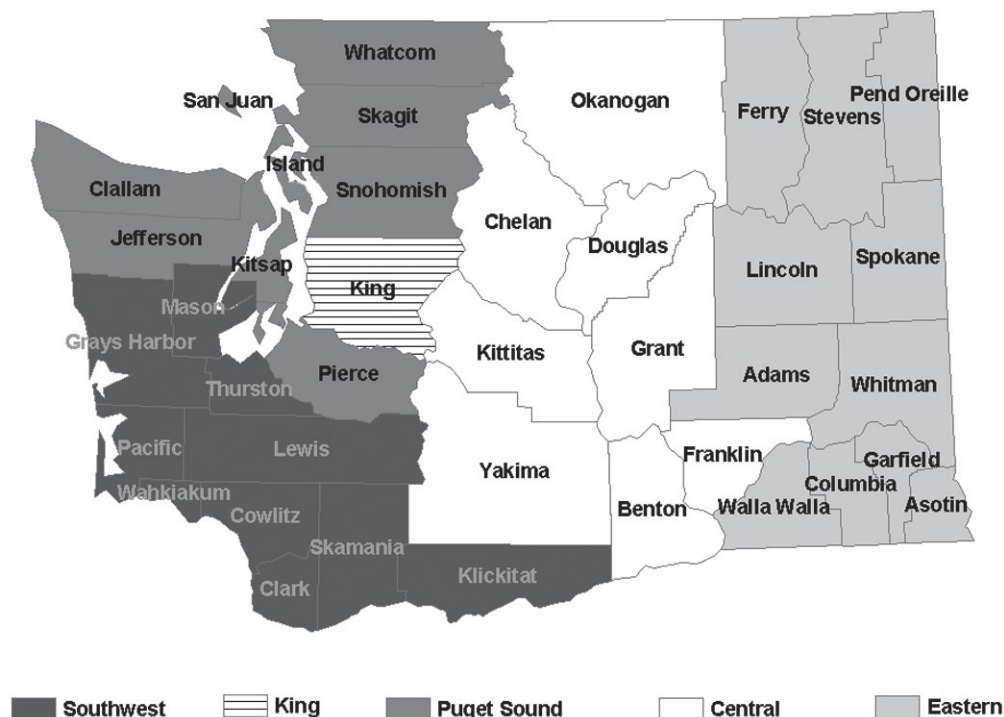 Whatcom
San Juan
Skagit
Okanogan
Ferry
Stevens
Pend Oreille
Island
Clallam
Snohomish
Jefferson
Chelan
Douglas
Kitsap
King
Lincoln
Spokane
Mason
Grays Harbor
Kittitas
Grant
Pierce
Thurston
Adams
Whitman
Pacific
Lewis
Yakima
Franklin
Garfield
Columbia
Wahkiakum
Cowlitz
Benton
Walla Walla
Asotin
Skamania
Clark
Klickitat
Southwest
King
Puget Sound
Central
Eastern